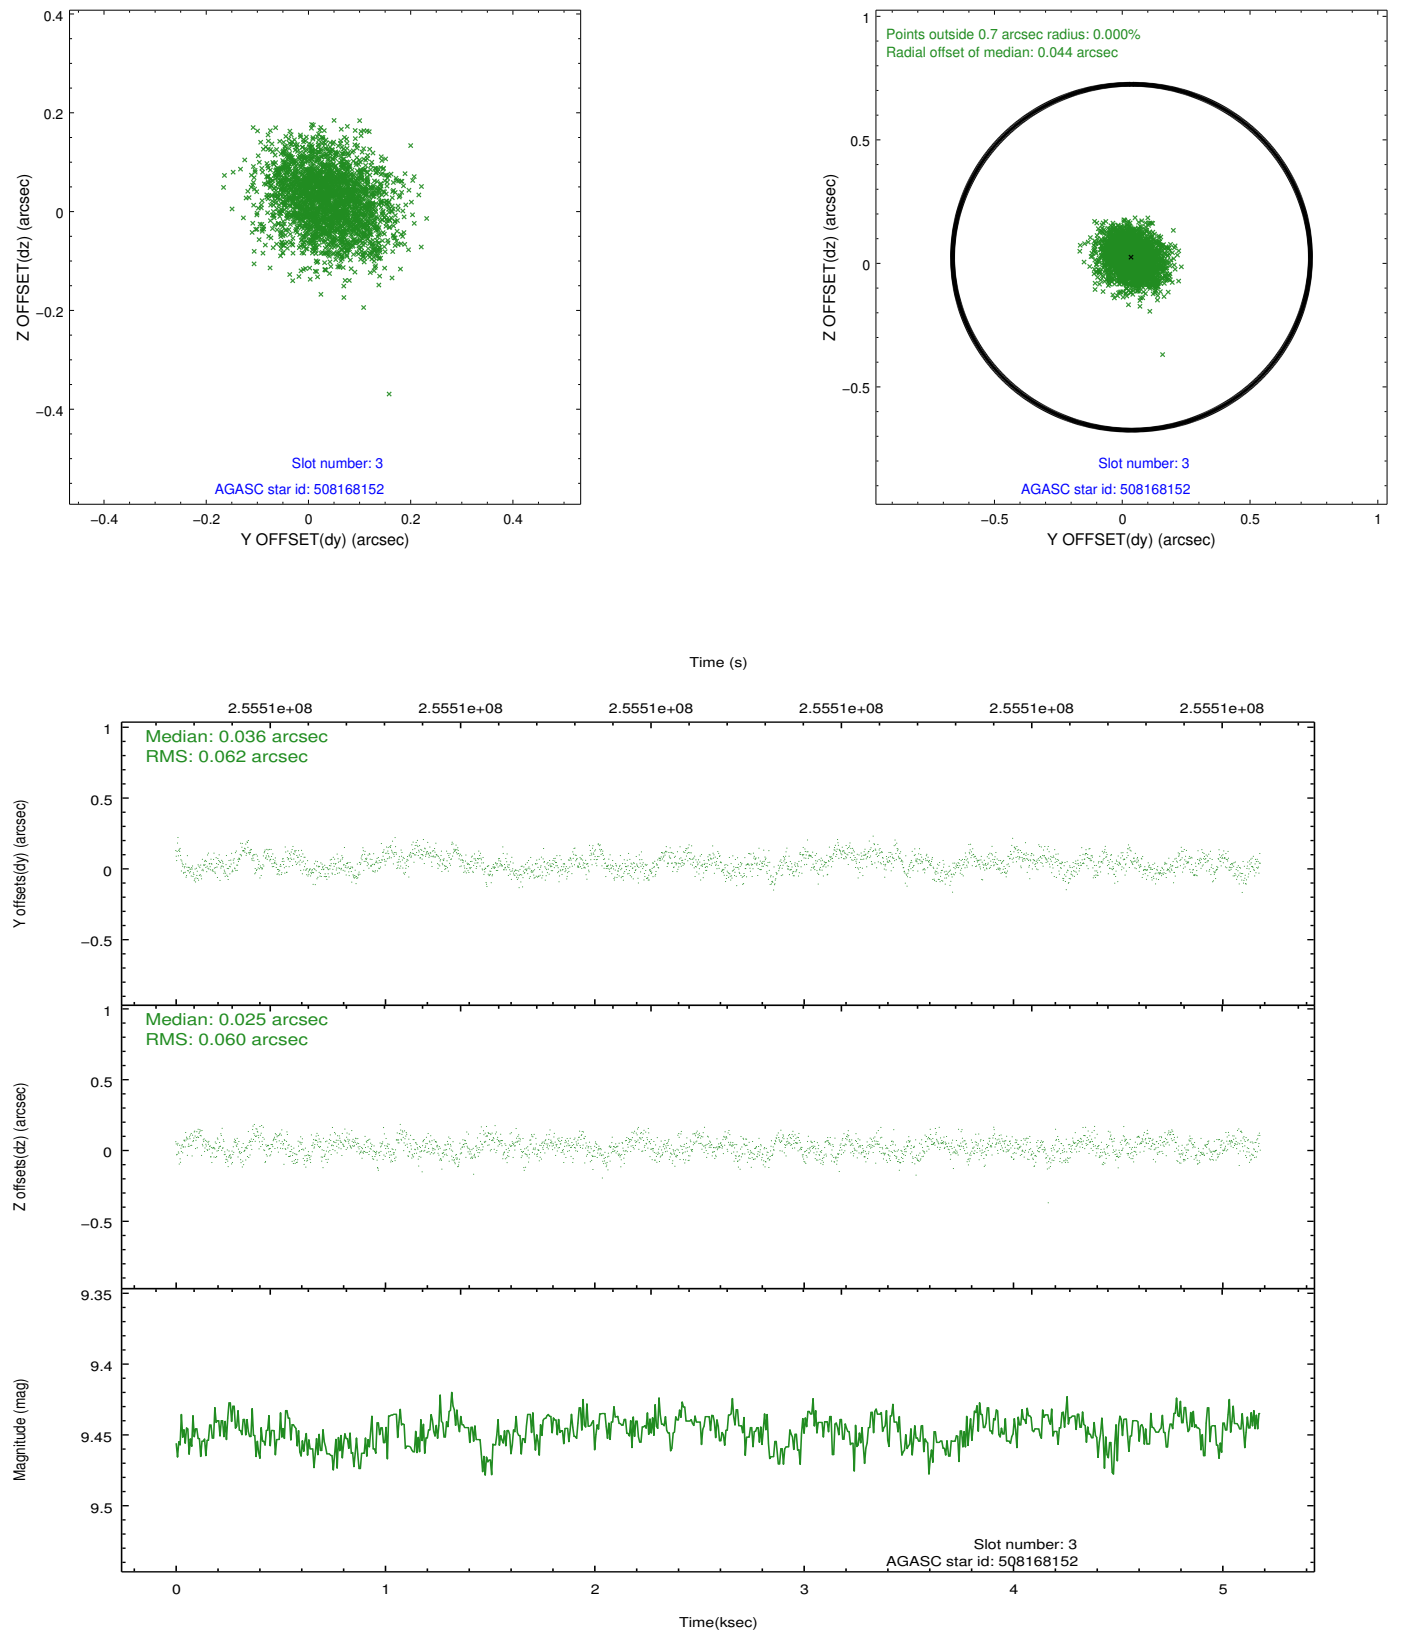 0.4
0.2
0
−0.2
−0.4
Z OFFSET(dz) (arcsec)
Slot number: 3
AGASC star id: 508168152
−0.4 −0.2 0 0.2 0.4
Y OFFSET(dy) (arcsec)
Points outside 0.7 arcsec radius: 0.000%
Radial offset of median: 0.044 arcsec
1
0.5
0
−0.5
Z OFFSET(dz) (arcsec)
Slot number: 3
AGASC star id: 508168152
−0.5 0 0.5 1
Y OFFSET(dy) (arcsec)
Time (s)
2.5551e+08 2.5551e+08 2.5551e+08 2.5551e+08 2.5551e+08 2.5551e+08
Median: 0.036 arcsec
RMS: 0.062 arcsec
1
0.5
0
−0.5
Y offsets(dy) (arcsec)
Median: 0.025 arcsec
RMS: 0.060 arcsec
1
0.5
0
−0.5
Z offsets(dz) (arcsec)
9.35
9.4
9.45
9.5
Magnitude (mag)
Slot number: 3
AGASC star id: 508168152
0 1 2 3 4 5
Time(ksec)